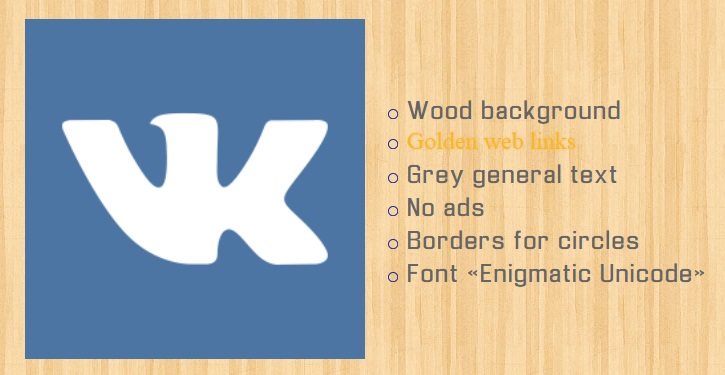 Wood background
Golden web links
Grey general text
No ads
Borders for circles
Font «Enigmatic Unicode»